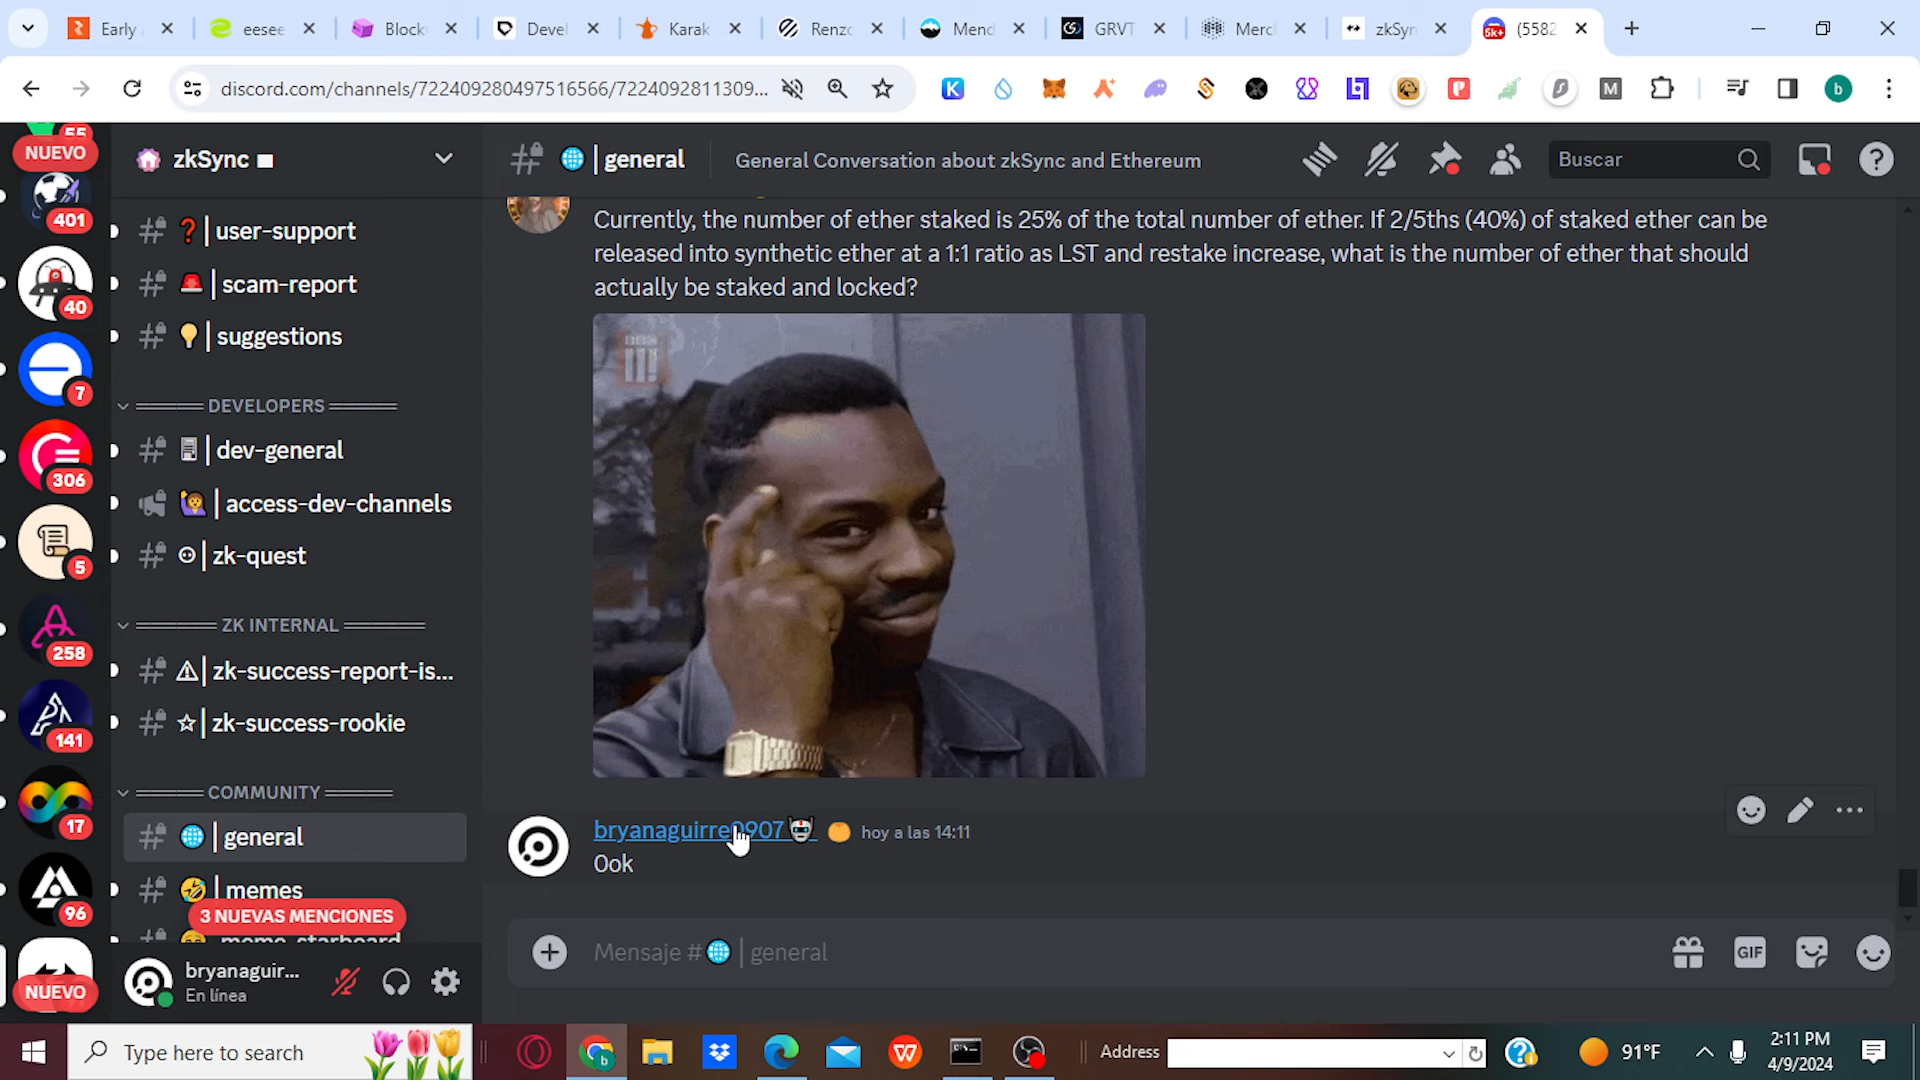 Early
eesee
Block
Devel
Karak
Renzo
Mend
GRVT
Merc
zkSyn
(5582
discord.com/channels/722409280497516566/7224092811309...
NUEVO
55
401
40
7
306
5
258
141
17
96
NUEVO
zkSync
user-support
scam-report
suggestions
DEVELOPERS
dev-general
access-dev-channels
zk-quest
ZK INTERNAL
zk-success-report-is...
zk-success-rookie
COMMUNITY
general
memes
3 NUEVAS MENCIONES
meme-starboard
bryanaguir...
En línea
general
General Conversation about zkSync and Ethereum
Buscar
Currently, the number of ether staked is 25% of the total number of ether. If 2/5ths (40%) of staked ether can be
released into synthetic ether at a 1:1 ratio as LST and restake increase, what is the number of ether that should
actually be staked and locked?
bryanaguirre0907 hoy a las 14:11
Ook
Mensaje # | general
GIF
Type here to search
Address
91°F
2:11 PM
4/9/2024